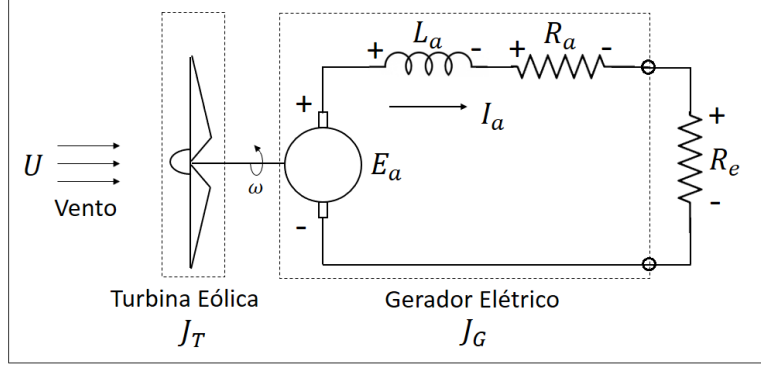 L_a
R_a
+ - + -
I_a
+
U
Vento
ω
E_a
-
+
R_e
-
Turbina Eólica
J_T
Gerador Elétrico
J_G